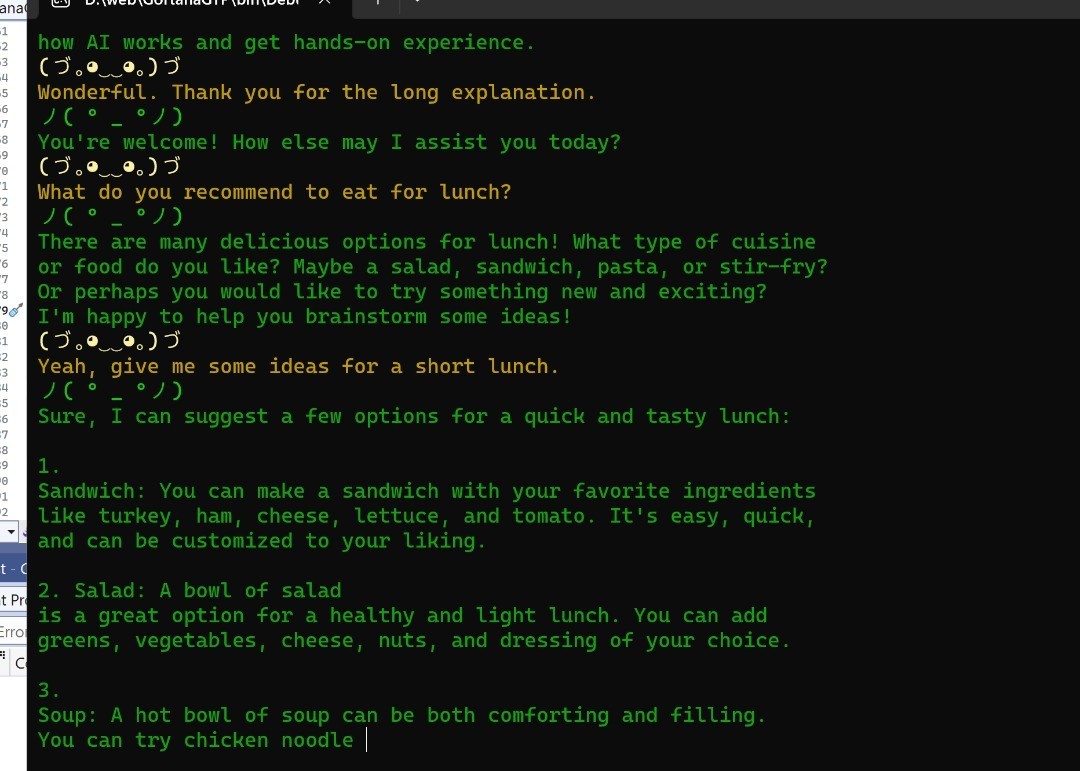 how AI works and get hands-on experience.
(づ｡◕‿‿◕｡)づ
Wonderful. Thank you for the long explanation.
ノ( ° _ °ノ)
You're welcome! How else may I assist you today?
(づ｡◕‿‿◕｡)づ
What do you recommend to eat for lunch?
ノ( ° _ °ノ)
There are many delicious options for lunch! What type of cuisine
or food do you like? Maybe a salad, sandwich, pasta, or stir-fry?
Or perhaps you would like to try something new and exciting?
I'm happy to help you brainstorm some ideas!
(づ｡◕‿‿◕｡)づ
Yeah, give me some ideas for a short lunch.
ノ( ° _ °ノ)
Sure, I can suggest a few options for a quick and tasty lunch:
1.
Sandwich: You can make a sandwich with your favorite ingredients
like turkey, ham, cheese, lettuce, and tomato. It's easy, quick,
and can be customized to your liking.
2. Salad: A bowl of salad
is a great option for a healthy and light lunch. You can add
greens, vegetables, cheese, nuts, and dressing of your choice.
3.
Soup: A hot bowl of soup can be both comforting and filling.
You can try chicken noodle